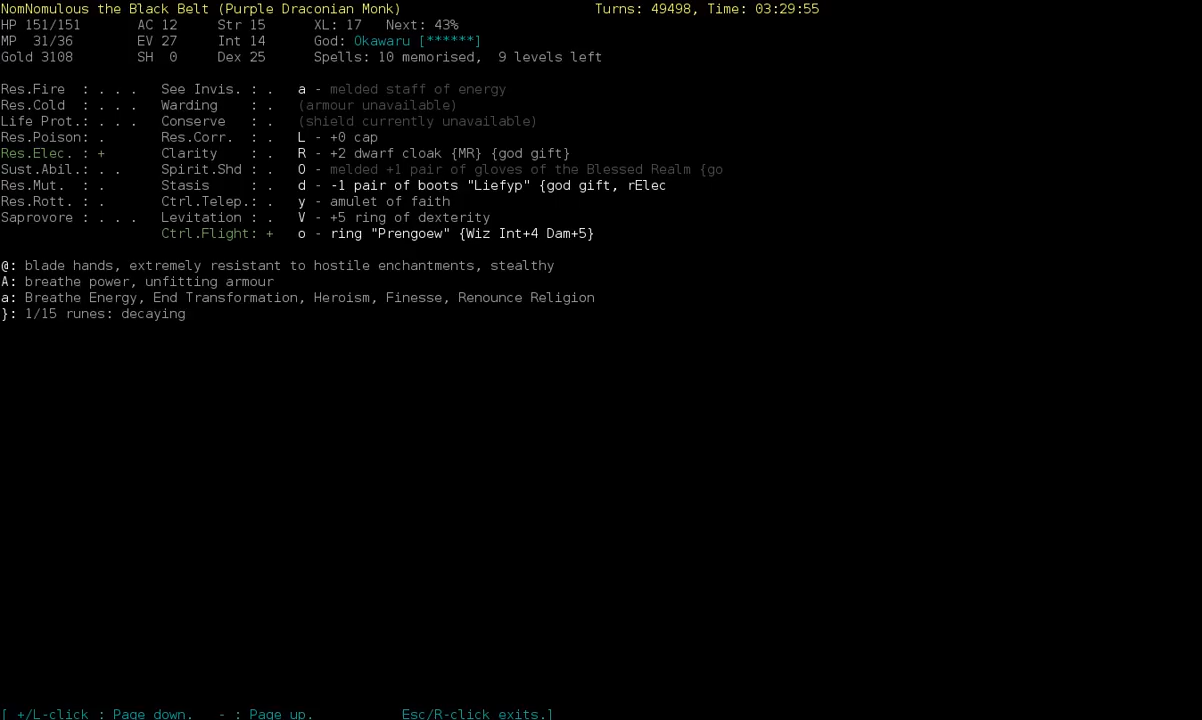 NomNomulous the Black Belt (Purple Draconian Monk) Turns: 49498, Time: 03:29:55
HP 151/151 AC 12 Str 15 XL: 17 Next: 43%
MP 31/36 EV 27 Int 14 God: Okawaru [******]
Gold 3108 SH 0 Dex 25 Spells: 10 memorised, 9 levels left
Res.Fire : . . . See Invis. : . a - melded staff of energy
Res.Cold : . . . Warding : . (armour unavailable)
Life Prot.: . . . Conserve : . (shield currently unavailable)
Res.Poison: . Res.Corr. : . L - +0 cap
Res.Elec. : + Clarity : . R - +2 dwarf cloak {MR} {god gift}
Sust.Abil.: . . Spirit.Shd : . O - melded +1 pair of gloves of the Blessed Realm {go
Res.Mut. : . Stasis : . d - -1 pair of boots "Liefyp" {god gift, rElec
Res.Rott. : . Ctrl.Telep.: . y - amulet of faith
Saprovore : . . . Levitation : . V - +5 ring of dexterity
Ctrl.Flight: + o - ring "Prengoew" {Wiz Int+4 Dam+5}
@: blade hands, extremely resistant to hostile enchantments, stealthy
A: breathe power, unfitting armour
a: Breathe Energy, End Transformation, Heroism, Finesse, Renounce Religion
}: 1/15 runes: decaying
[ +/L-click : Page down. - : Page up. Esc/R-click exits.]